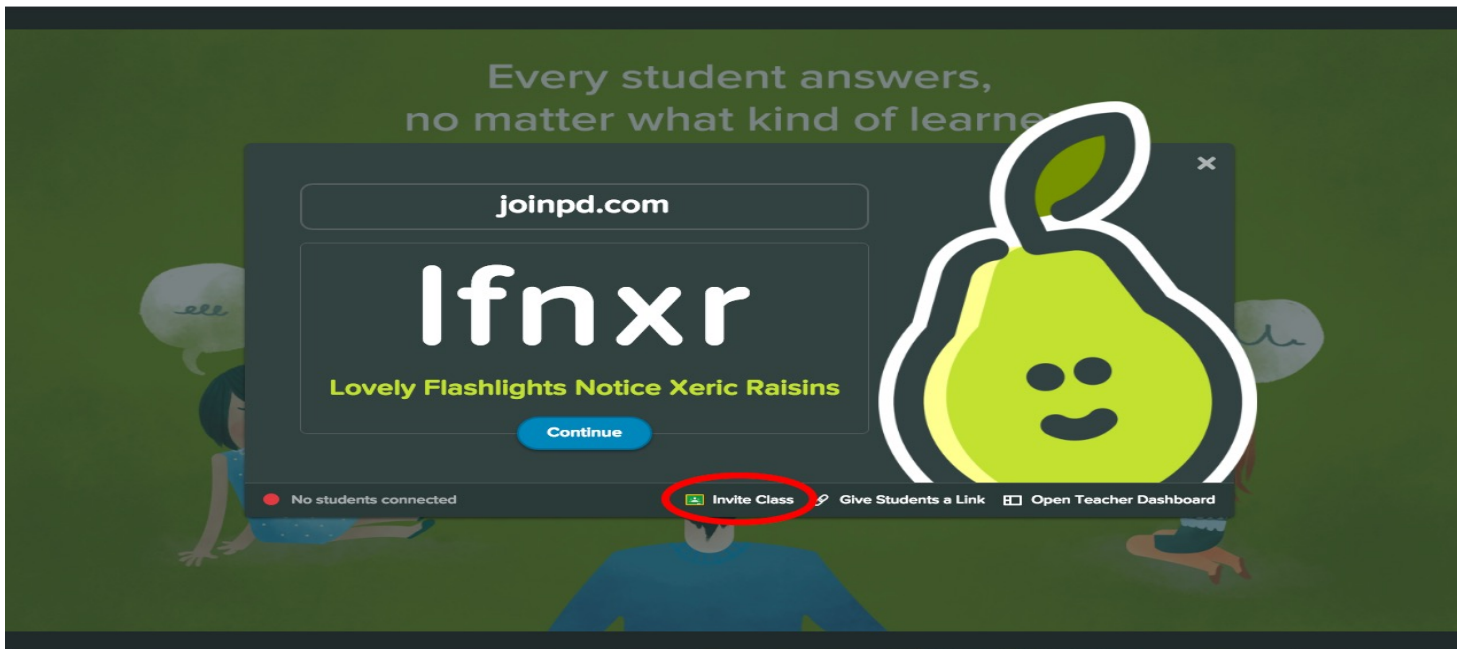 Every student answers,
no matter what kind of learne
joinpd.com
lfnxr
Lovely Flashlights Notice Xeric Raisins
Continue
No students connected
Invite Class
Give Students a Link
Open Teacher Dashboard